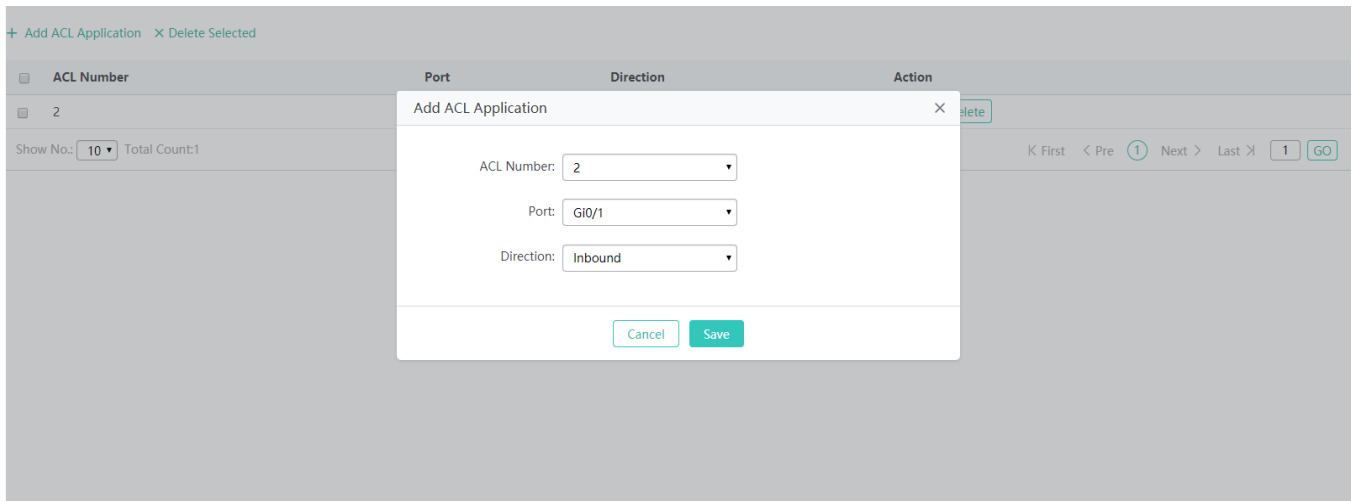 + Add ACL Application × Delete Selected
ACL Number Port Direction Action
2
Show No.: 10 Total Count:1
First < Pre 1 Next > Last 1 GO
Add ACL Application ×
ACL Number: 2
Port: Gi0/1
Direction: Inbound
Cancel Save